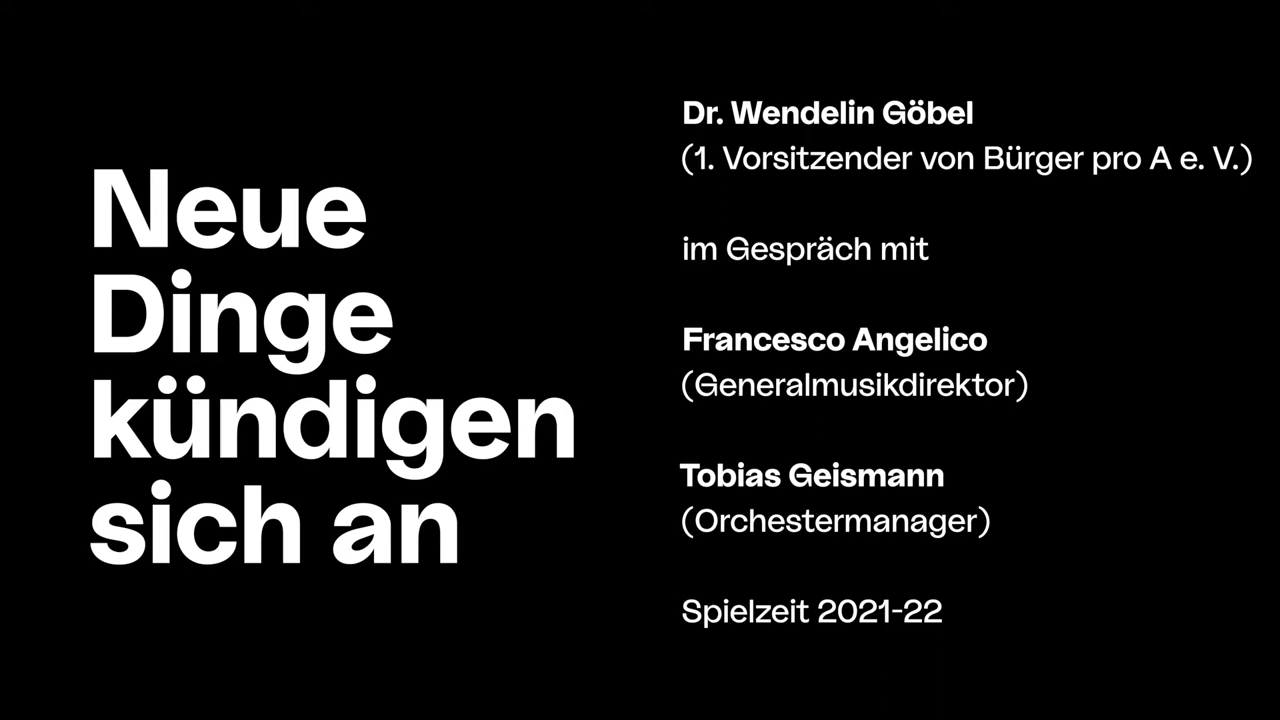 Neue
Dinge
kündigen
sich an
Dr. Wendelin Göbel
(1. Vorsitzender von Bürger pro A e. V.)
im Gespräch mit
Francesco Angelico
(Generalmusikdirektor)
Tobias Geismann
(Orchestermanager)
Spielzeit 2021-22